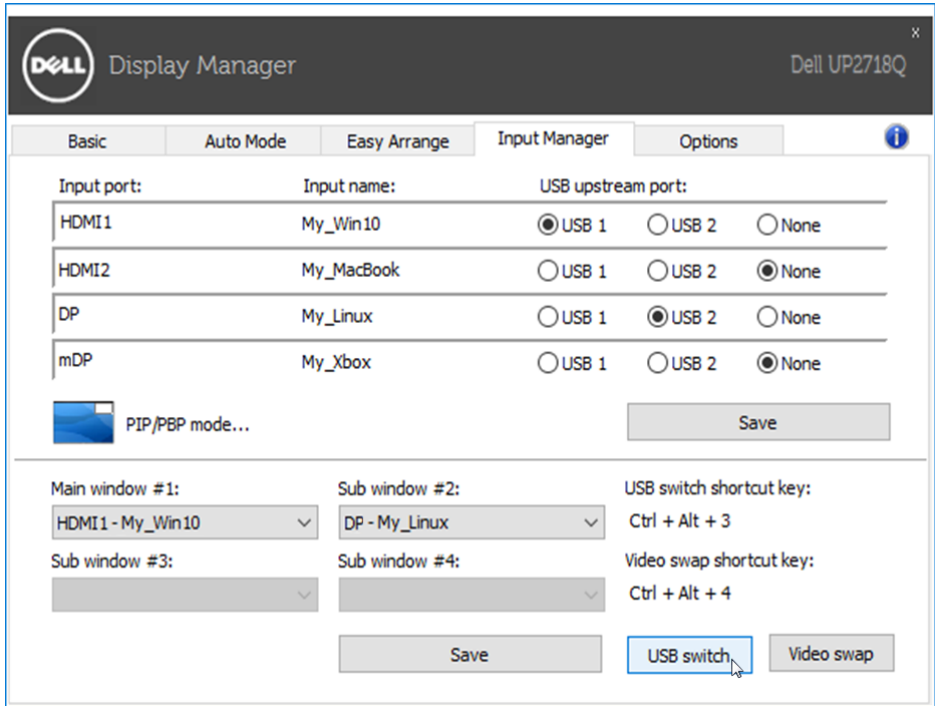 x
DELL Display Manager Dell UP2718Q
Basic Auto Mode Easy Arrange Input Manager Options i
Input port: Input name: USB upstream port:
HDMI1 My_Win10 USB 1 USB 2 None
HDMI2 My_MacBook USB 1 USB 2 None
DP My_Linux USB 1 USB 2 None
mDP My_Xbox USB 1 USB 2 None
PIP/PBP mode... Save
Main window #1: Sub window #2: USB switch shortcut key:
HDMI1 - My_Win10 DP - My_Linux Ctrl + Alt + 3
Sub window #3: Sub window #4: Video swap shortcut key:
Ctrl + Alt + 4
Save USB switch Video swap